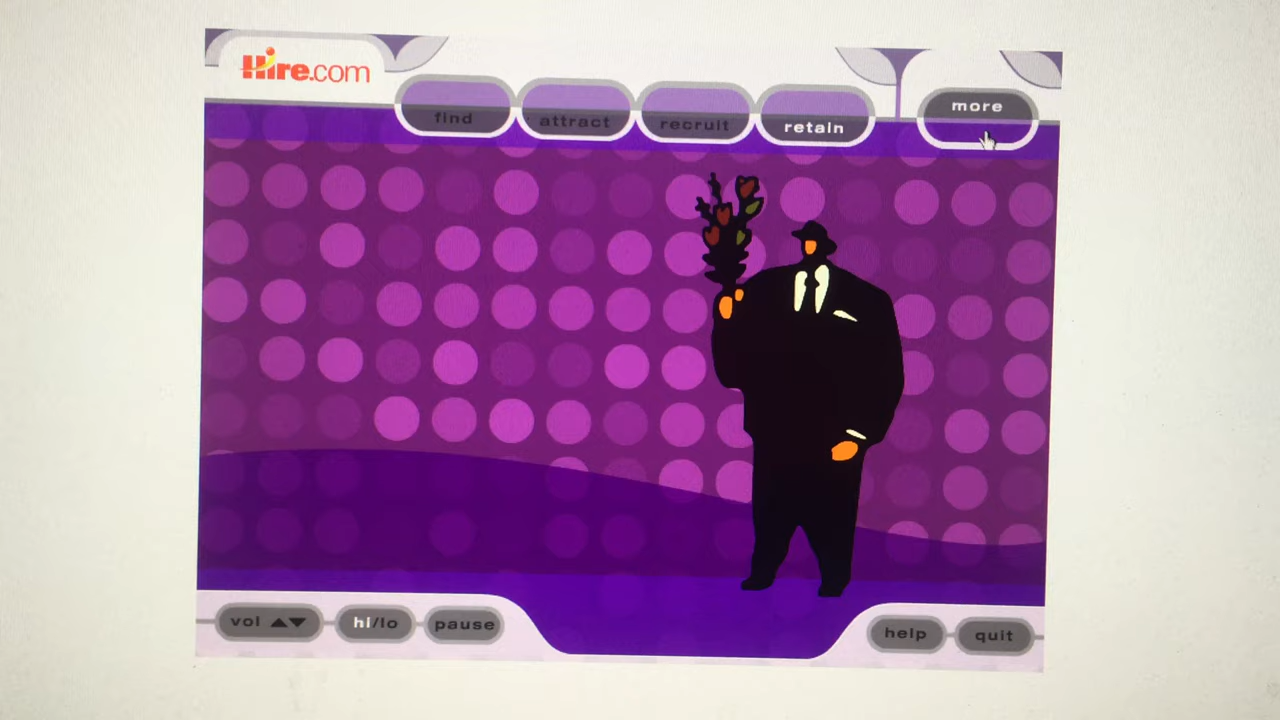 Hire.com
find attract recruit retain
more
vol hi/lo pause
help quit